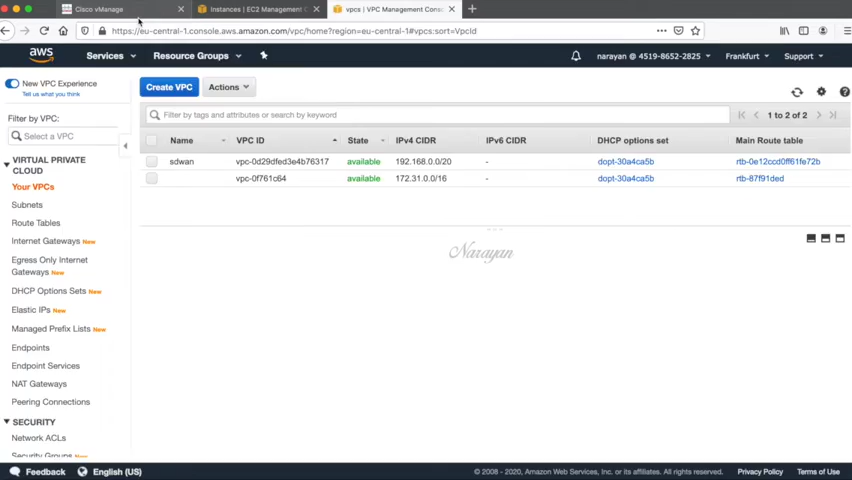 Cisco vManage
Instances | EC2 Management C
vpcs | VPC Management Conso
https://eu-central-1.console.aws.amazon.com/vpc/home?region=eu-central-1#vpcs:sort=VpcId
aws
Services
Resource Groups
narayan @ 4519-8652-2825
Frankfurt
Support
New VPC Experience
Tell us what you think
Filter by VPC:
Select a VPC
VIRTUAL PRIVATE
CLOUD
Your VPCs
Subnets
Route Tables
Internet Gateways New
Egress Only Internet
Gateways New
DHCP Options Sets New
Elastic IPs New
Managed Prefix Lists New
Endpoints
Endpoint Services
NAT Gateways
Peering Connections
SECURITY
Network ACLs
Security Groups New
Create VPC
Actions
Filter by tags and attributes or search by keyword
1 to 2 of 2
Name VPC ID State IPv4 CIDR IPv6 CIDR DHCP options set Main Route table
sdwan vpc-0d29dfed3e4b76317 available 192.168.0.0/20 - dopt-30a4ca5b rtb-0e12ccd0ff61fe72b
vpc-0f761c64 available 172.31.0.0/16 - dopt-30a4ca5b rtb-87f91ded
Narayan
Feedback
English (US)
© 2008 - 2020, Amazon Web Services, Inc. or its affiliates. All rights reserved.
Privacy Policy
Terms of Use